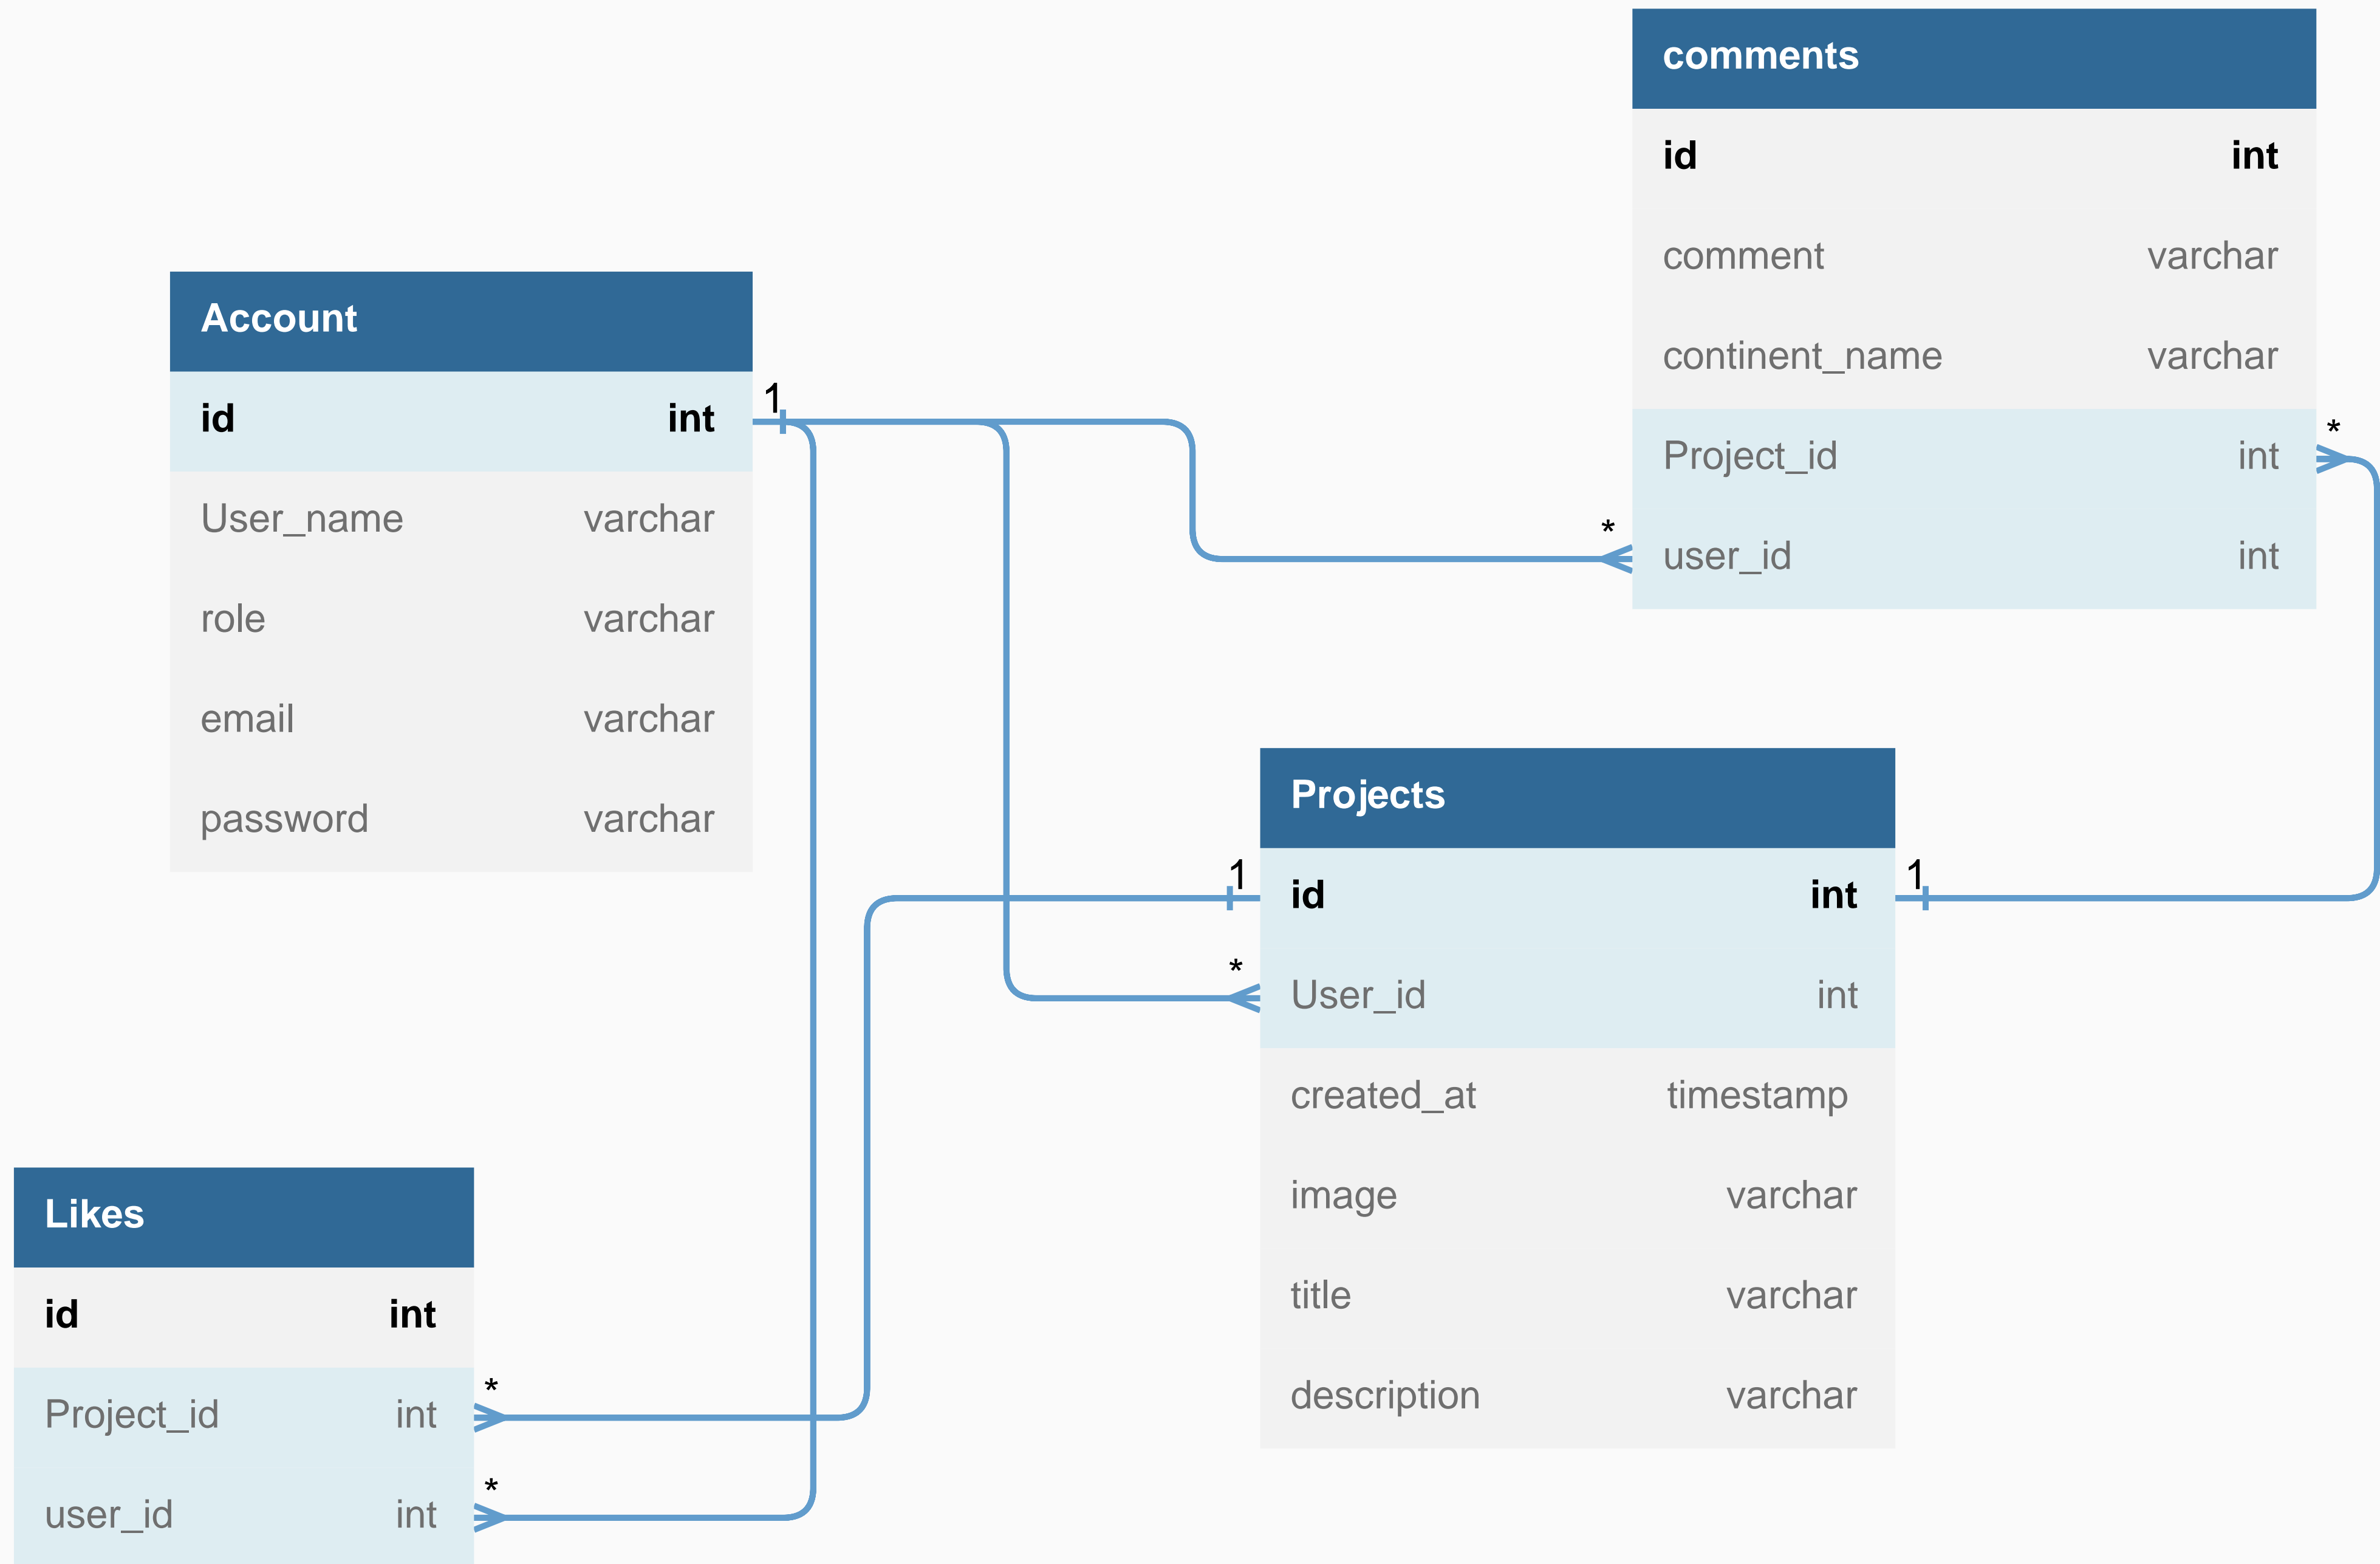 comments
id int
comment varchar
continent_name varchar
Project_id int
user_id int
*
*
Account
id int
1
User_name varchar
role varchar
email varchar
password varchar
Projects
1
id int
1
*
User_id int
created_at timestamp
image varchar
title varchar
description varchar
Likes
id int
Project_id int
*
user_id int
*